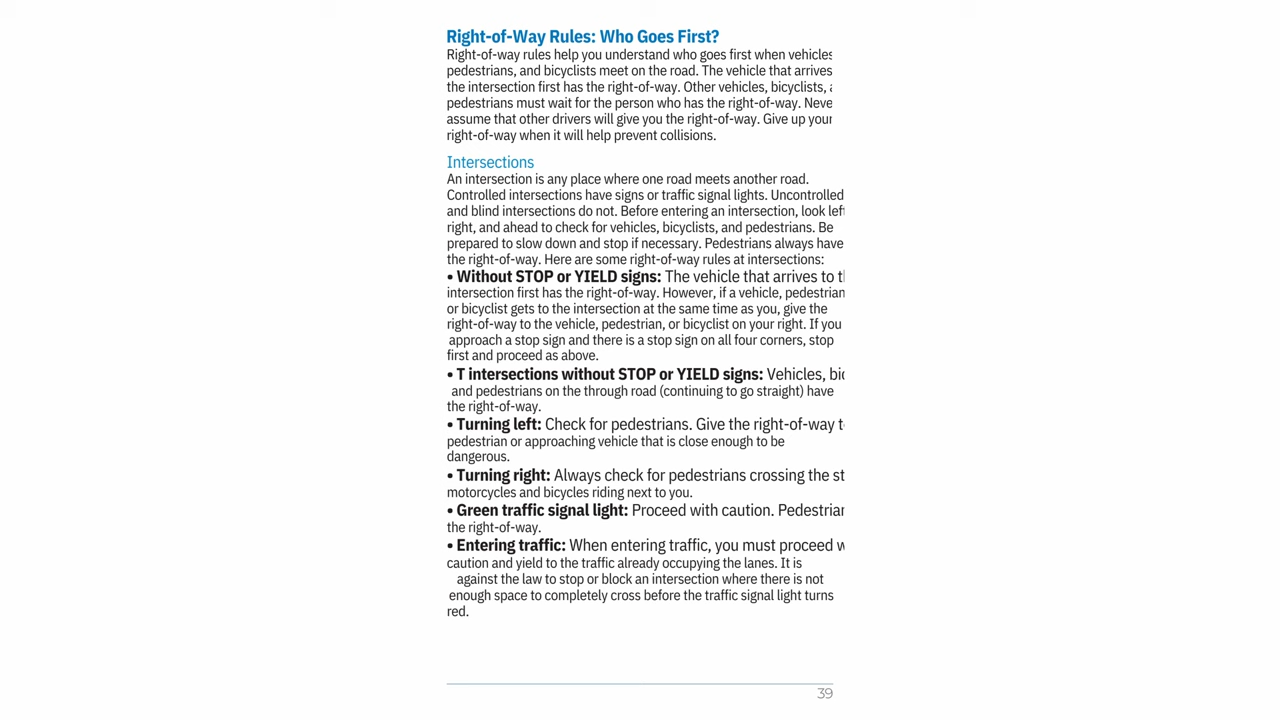 Right-of-Way Rules: Who Goes First?
Right-of-way rules help you understand who goes first when vehicles
pedestrians, and bicyclists meet on the road. The vehicle that arrives
the intersection first has the right-of-way. Other vehicles, bicyclists,
pedestrians must wait for the person who has the right-of-way. Neve
assume that other drivers will give you the right-of-way. Give up your
right-of-way when it will help prevent collisions.
Intersections
An intersection is any place where one road meets another road.
Controlled intersections have signs or traffic signal lights. Uncontrolled
and blind intersections do not. Before entering an intersection, look left
right, and ahead to check for vehicles, bicyclists, and pedestrians. Be
prepared to slow down and stop if necessary. Pedestrians always have
the right-of-way. Here are some right-of-way rules at intersections:
• Without STOP or YIELD signs: The vehicle that arrives to
intersection first has the right-of-way. However, if a vehicle, pedestrian
or bicyclist gets to the intersection at the same time as you, give the
right-of-way to the vehicle, pedestrian, or bicyclist on your right. If you
approach a stop sign and there is a stop sign on all four corners, stop
first and proceed as above.
• T intersections without STOP or YIELD signs: Vehicles,
and pedestrians on the through road (continuing to go straight) have
the right-of-way.
• Turning left: Check for pedestrians. Give the right-of-way
pedestrian or approaching vehicle that is close enough to be
dangerous.
• Turning right: Always check for pedestrians crossing the st
motorcycles and bicycles riding next to you.
• Green traffic signal light: Proceed with caution. Pedestrian
the right-of-way.
• Entering traffic: When entering traffic, you must proceed
caution and yield to the traffic already occupying the lanes. It is
against the law to stop or block an intersection where there is not
enough space to completely cross before the traffic signal light turns
red.
39